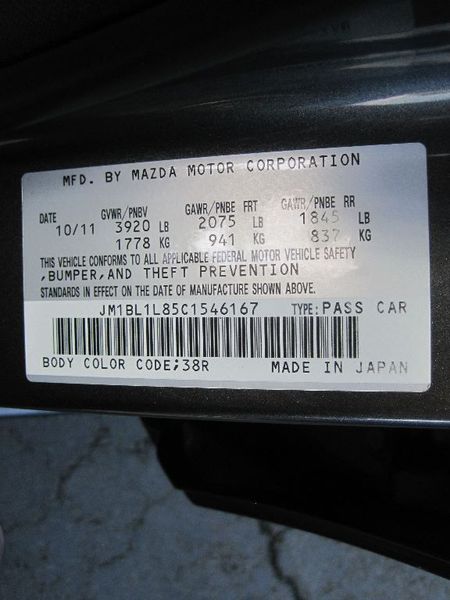 MFD. BY MAZDA MOTOR CORPORATION
DATE GVWR/PNBV GAWR/PNBE FRT GAWR/PNBE RR
10/11 3920 LB 2075 LB 1845 LB
1778 KG 941 KG 837 KG
THIS VEHICLE CONFORMS TO ALL APPLICABLE FEDERAL MOTOR VEHICLE SAFETY
,BUMPER,AND THEFT PREVENTION
STANDARDS IN EFFECT ON THE DATE OF MANUFACTURE SHOWN ABOVE.
JM1BL1L85C1546167 TYPE:PASS CAR
BODY COLOR CODE;38R MADE IN JAPAN